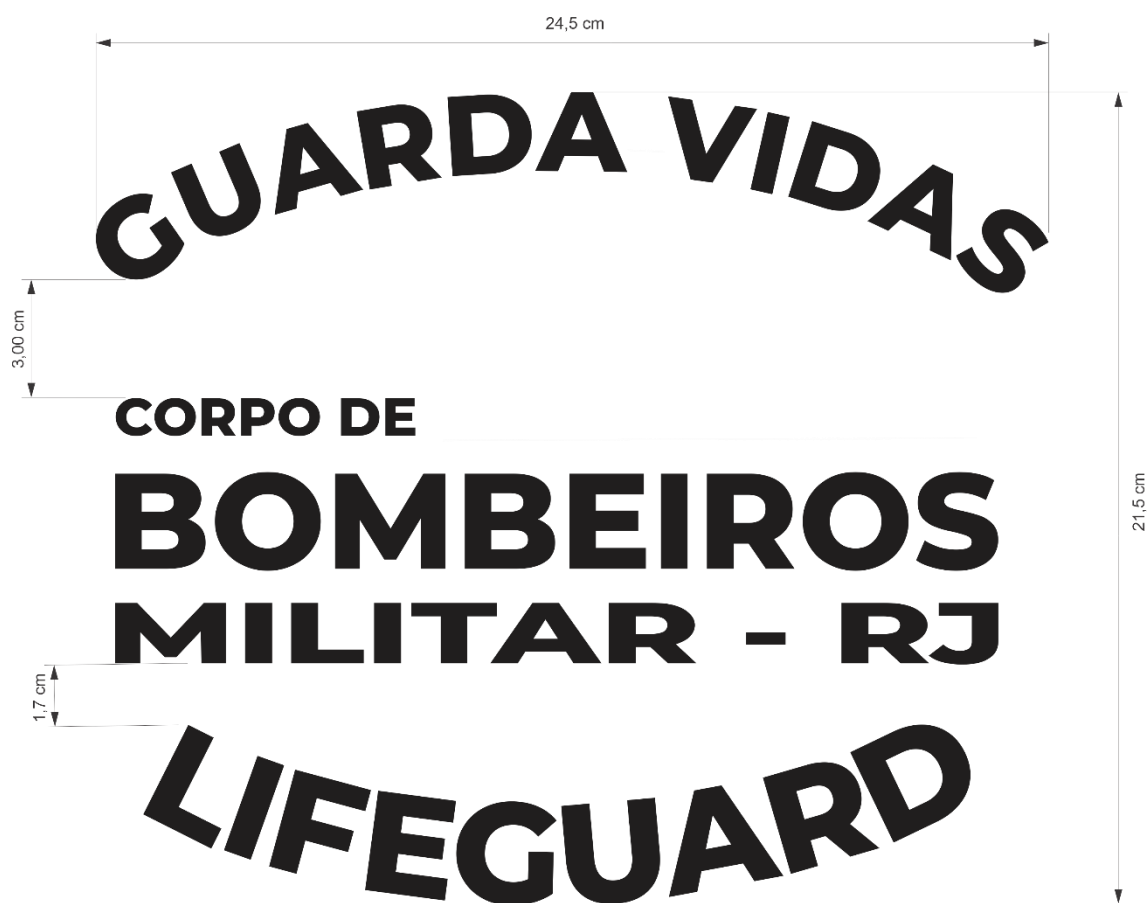 24,5 cm
GUARDA VIDAS
3,00 cm
CORPO DE
BOMBEIROS
21,5 cm
MILITAR - RJ
1,7 cm
LIFEGUARD